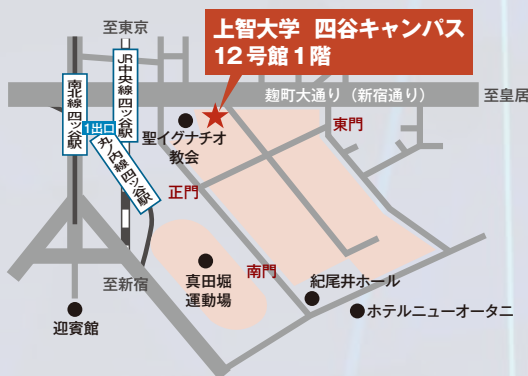 至東京
上智大学 四谷キャンパス
12号館1階
南北線四ツ谷駅
JR中央線四ツ谷駅
麹町大通り（新宿通り）
至皇居
1出口
丸ノ内線四ツ谷駅
聖イグナチオ
教会
東門
正門
至新宿
真田堀
運動場
南門
紀尾井ホール
迎賓館
ホテルニューオータニ